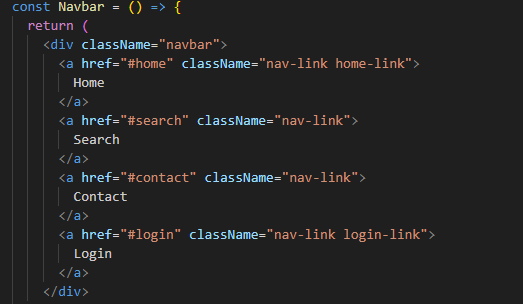 const Navbar = () => {
  return (
    <div className="navbar">
      <a href="#home" className="nav-link home-link">
        Home
      </a>
      <a href="#search" className="nav-link">
        Search
      </a>
      <a href="#contact" className="nav-link">
        Contact
      </a>
      <a href="#login" className="nav-link login-link">
        Login
      </a>
    </div>